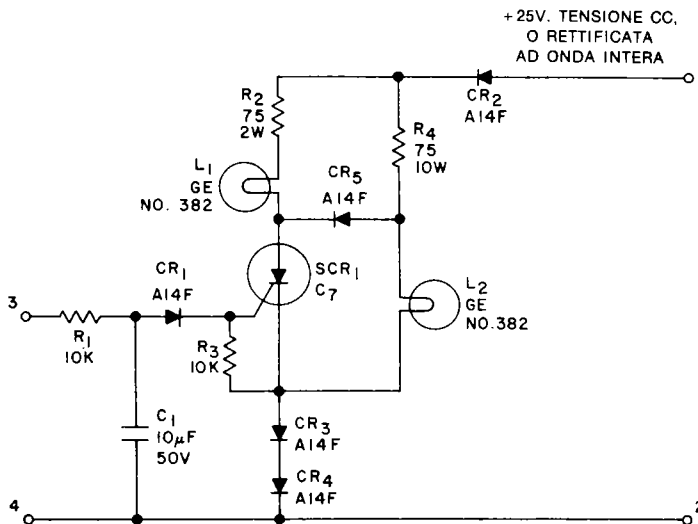 +25V. TENSIONE CC,
O RETTIFICATA
AD ONDA INTERA
CR2
A14F
R2
75
2W
R4
75
10W
L1
GE
NO. 382
CR5
A14F
SCR1
C7
L2
GE
NO.382
CR1
A14F
3
R1
10K
R3
10K
C1
10µF
50V
CR3
A14F
CR4
A14F
4